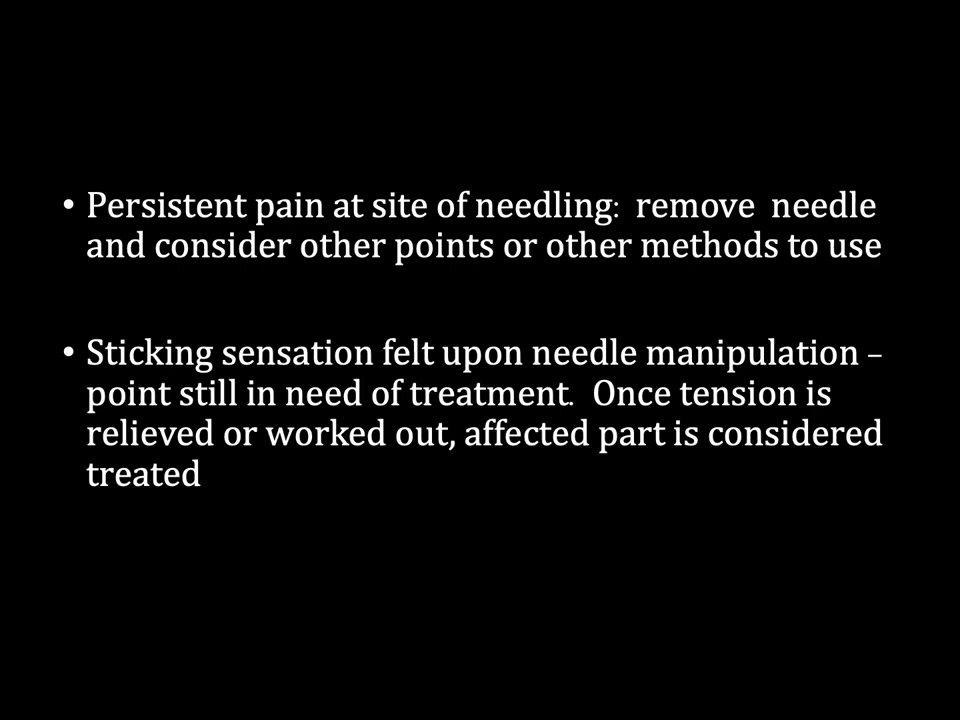 • Persistent pain at site of needling:  remove  needle
and consider other points or other methods to use
• Sticking sensation felt upon needle manipulation –
point still in need of treatment.  Once tension is
relieved or worked out, affected part is considered
treated